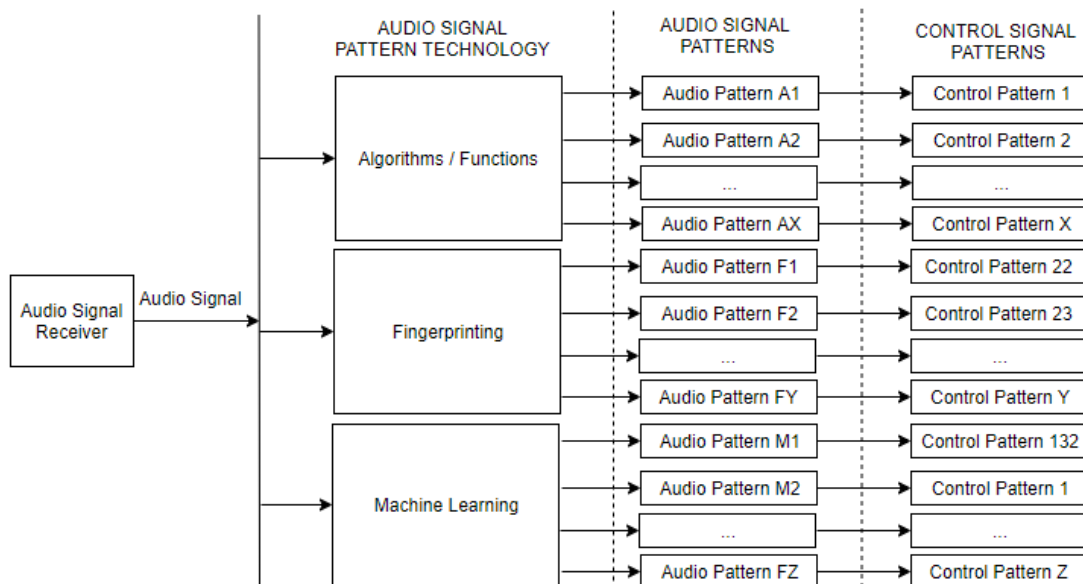 AUDIO SIGNAL
PATTERN TECHNOLOGY
AUDIO SIGNAL
PATTERNS
CONTROL SIGNAL
PATTERNS
Audio Signal
Receiver
Audio Signal
Algorithms / Functions
Audio Pattern A1
Control Pattern 1
Audio Pattern A2
Control Pattern 2
...
...
Audio Pattern AX
Control Pattern X
Fingerprinting
Audio Pattern F1
Control Pattern 22
Audio Pattern F2
Control Pattern 23
...
...
Audio Pattern FY
Control Pattern Y
Machine Learning
Audio Pattern M1
Control Pattern 132
Audio Pattern M2
Control Pattern 1
...
...
Audio Pattern FZ
Control Pattern Z